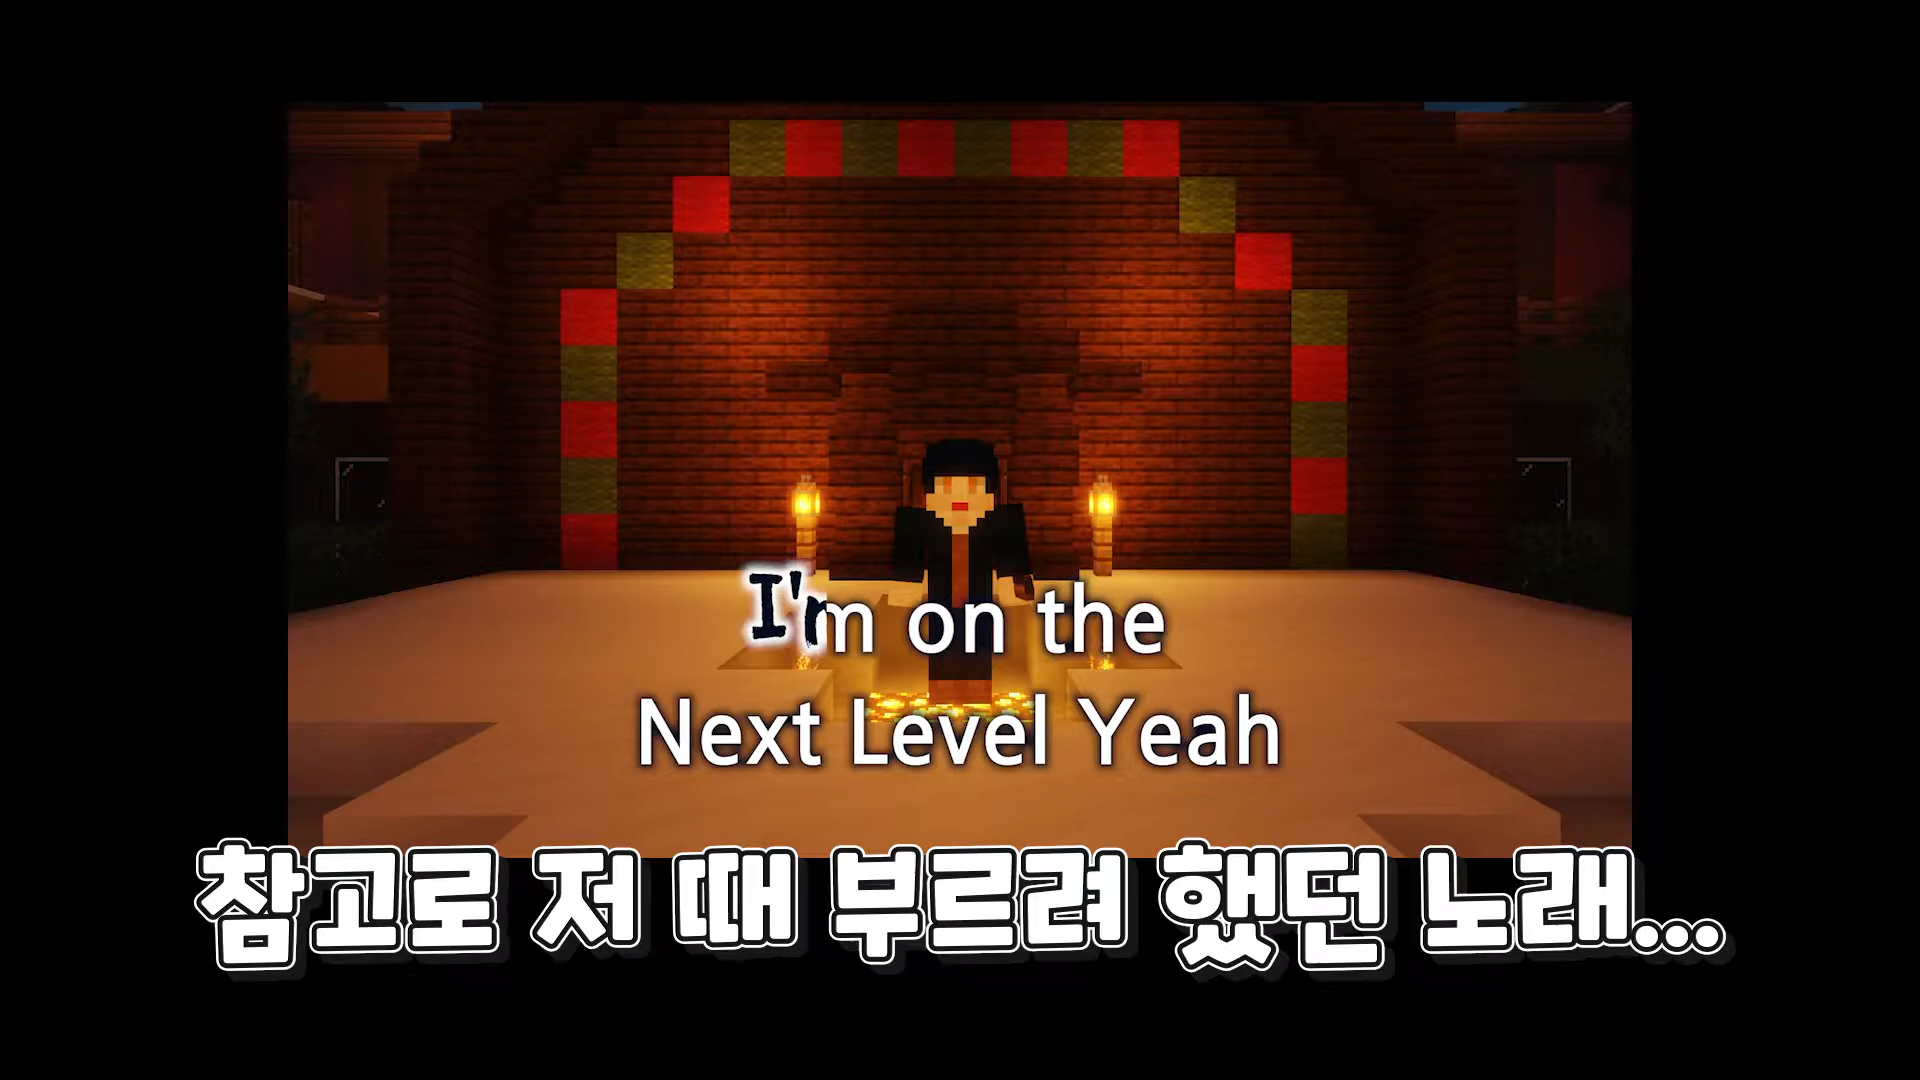 I'm on the
Next Level Yeah
참고로 저 때 부르려 했던 노래...